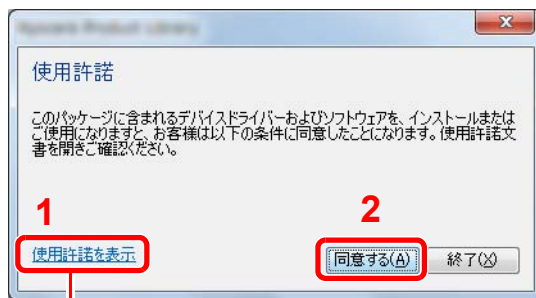 使用許諾
このパッケージに含まれるデバイスドライバーおよびソフトウェアを、インストールまたは
ご使用になりますと、お客様は以下の条件に同意したことになります。使用許諾文
書を開きご確認ください。
1
2
使用許諾を表示
同意する(A)
終了(X)